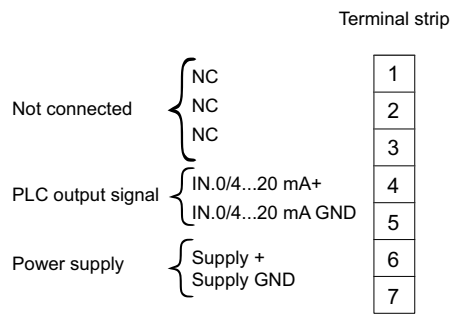 Terminal strip
NC 1
Not connected NC 2
NC 3
PLC output signal IN.0/4...20 mA+ 4
IN.0/4...20 mA GND 5
Power supply Supply + 6
Supply GND 7